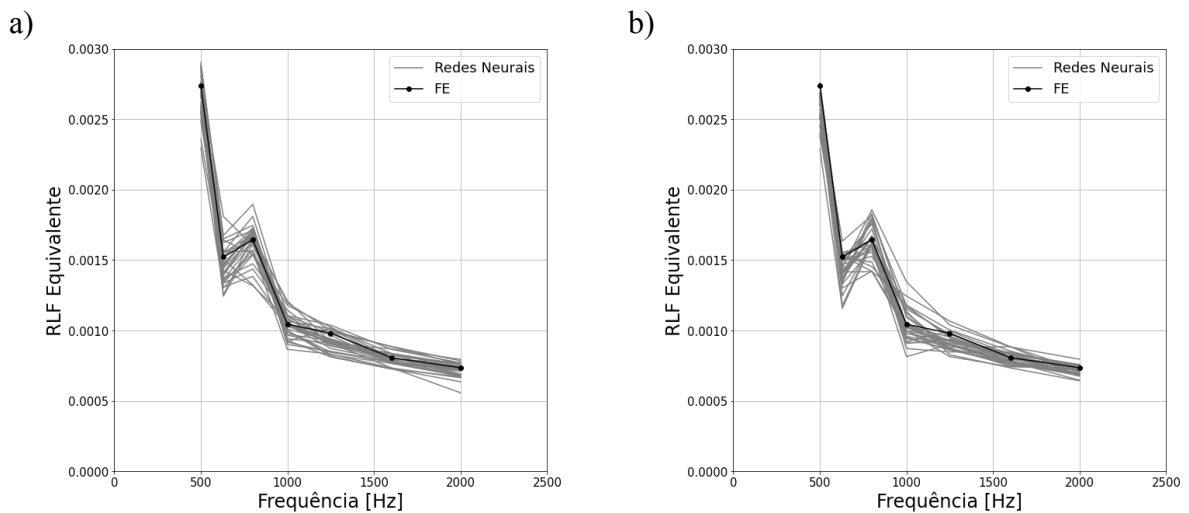 a)
0.0030
0.0025
0.0020
0.0015
0.0010
0.0005
0.0000
RLF Equivalente
Redes Neurais
FE
0 500 1000 1500 2000 2500
Frequência [Hz]
b)
0.0030
0.0025
0.0020
0.0015
0.0010
0.0005
0.0000
RLF Equivalente
Redes Neurais
FE
0 500 1000 1500 2000 2500
Frequência [Hz]